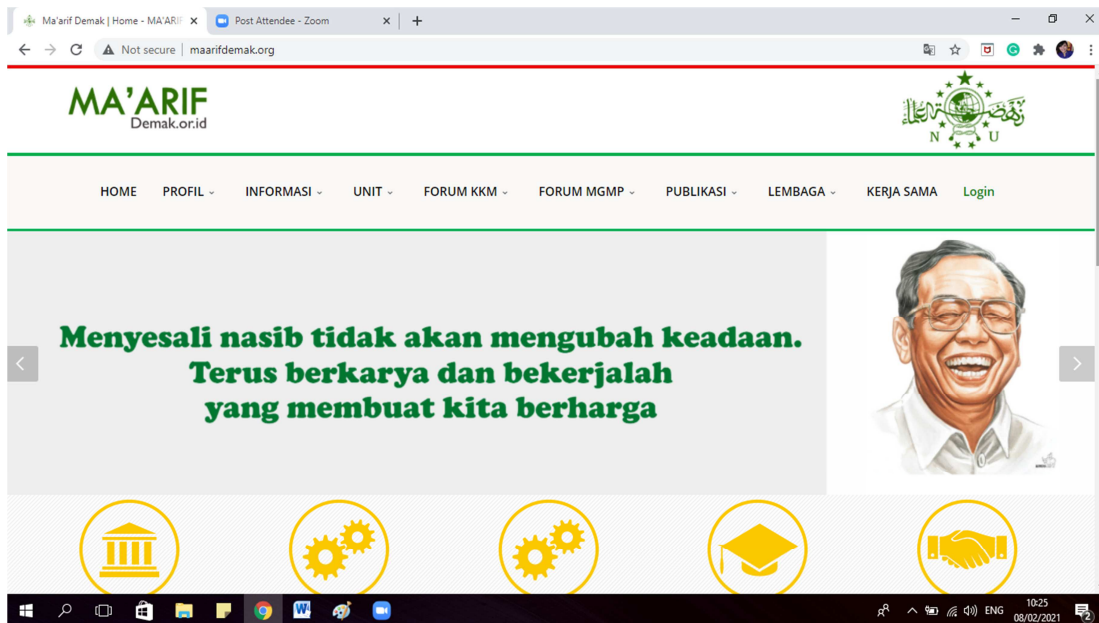 Ma'arif Demak | Home - MA'ARIF
Post Attendee - Zoom
Not secure | maarifdemak.org
MA'ARIF
Demak.or.id
N U
HOME PROFIL INFORMASI UNIT FORUM KKM FORUM MGMP PUBLIKASI LEMBAGA KERJA SAMA Login
Menyesali nasib tidak akan mengubah keadaan.
Terus berkarya dan bekerjalah
yang membuat kita berharga
ENG
10:25
08/02/2021
2